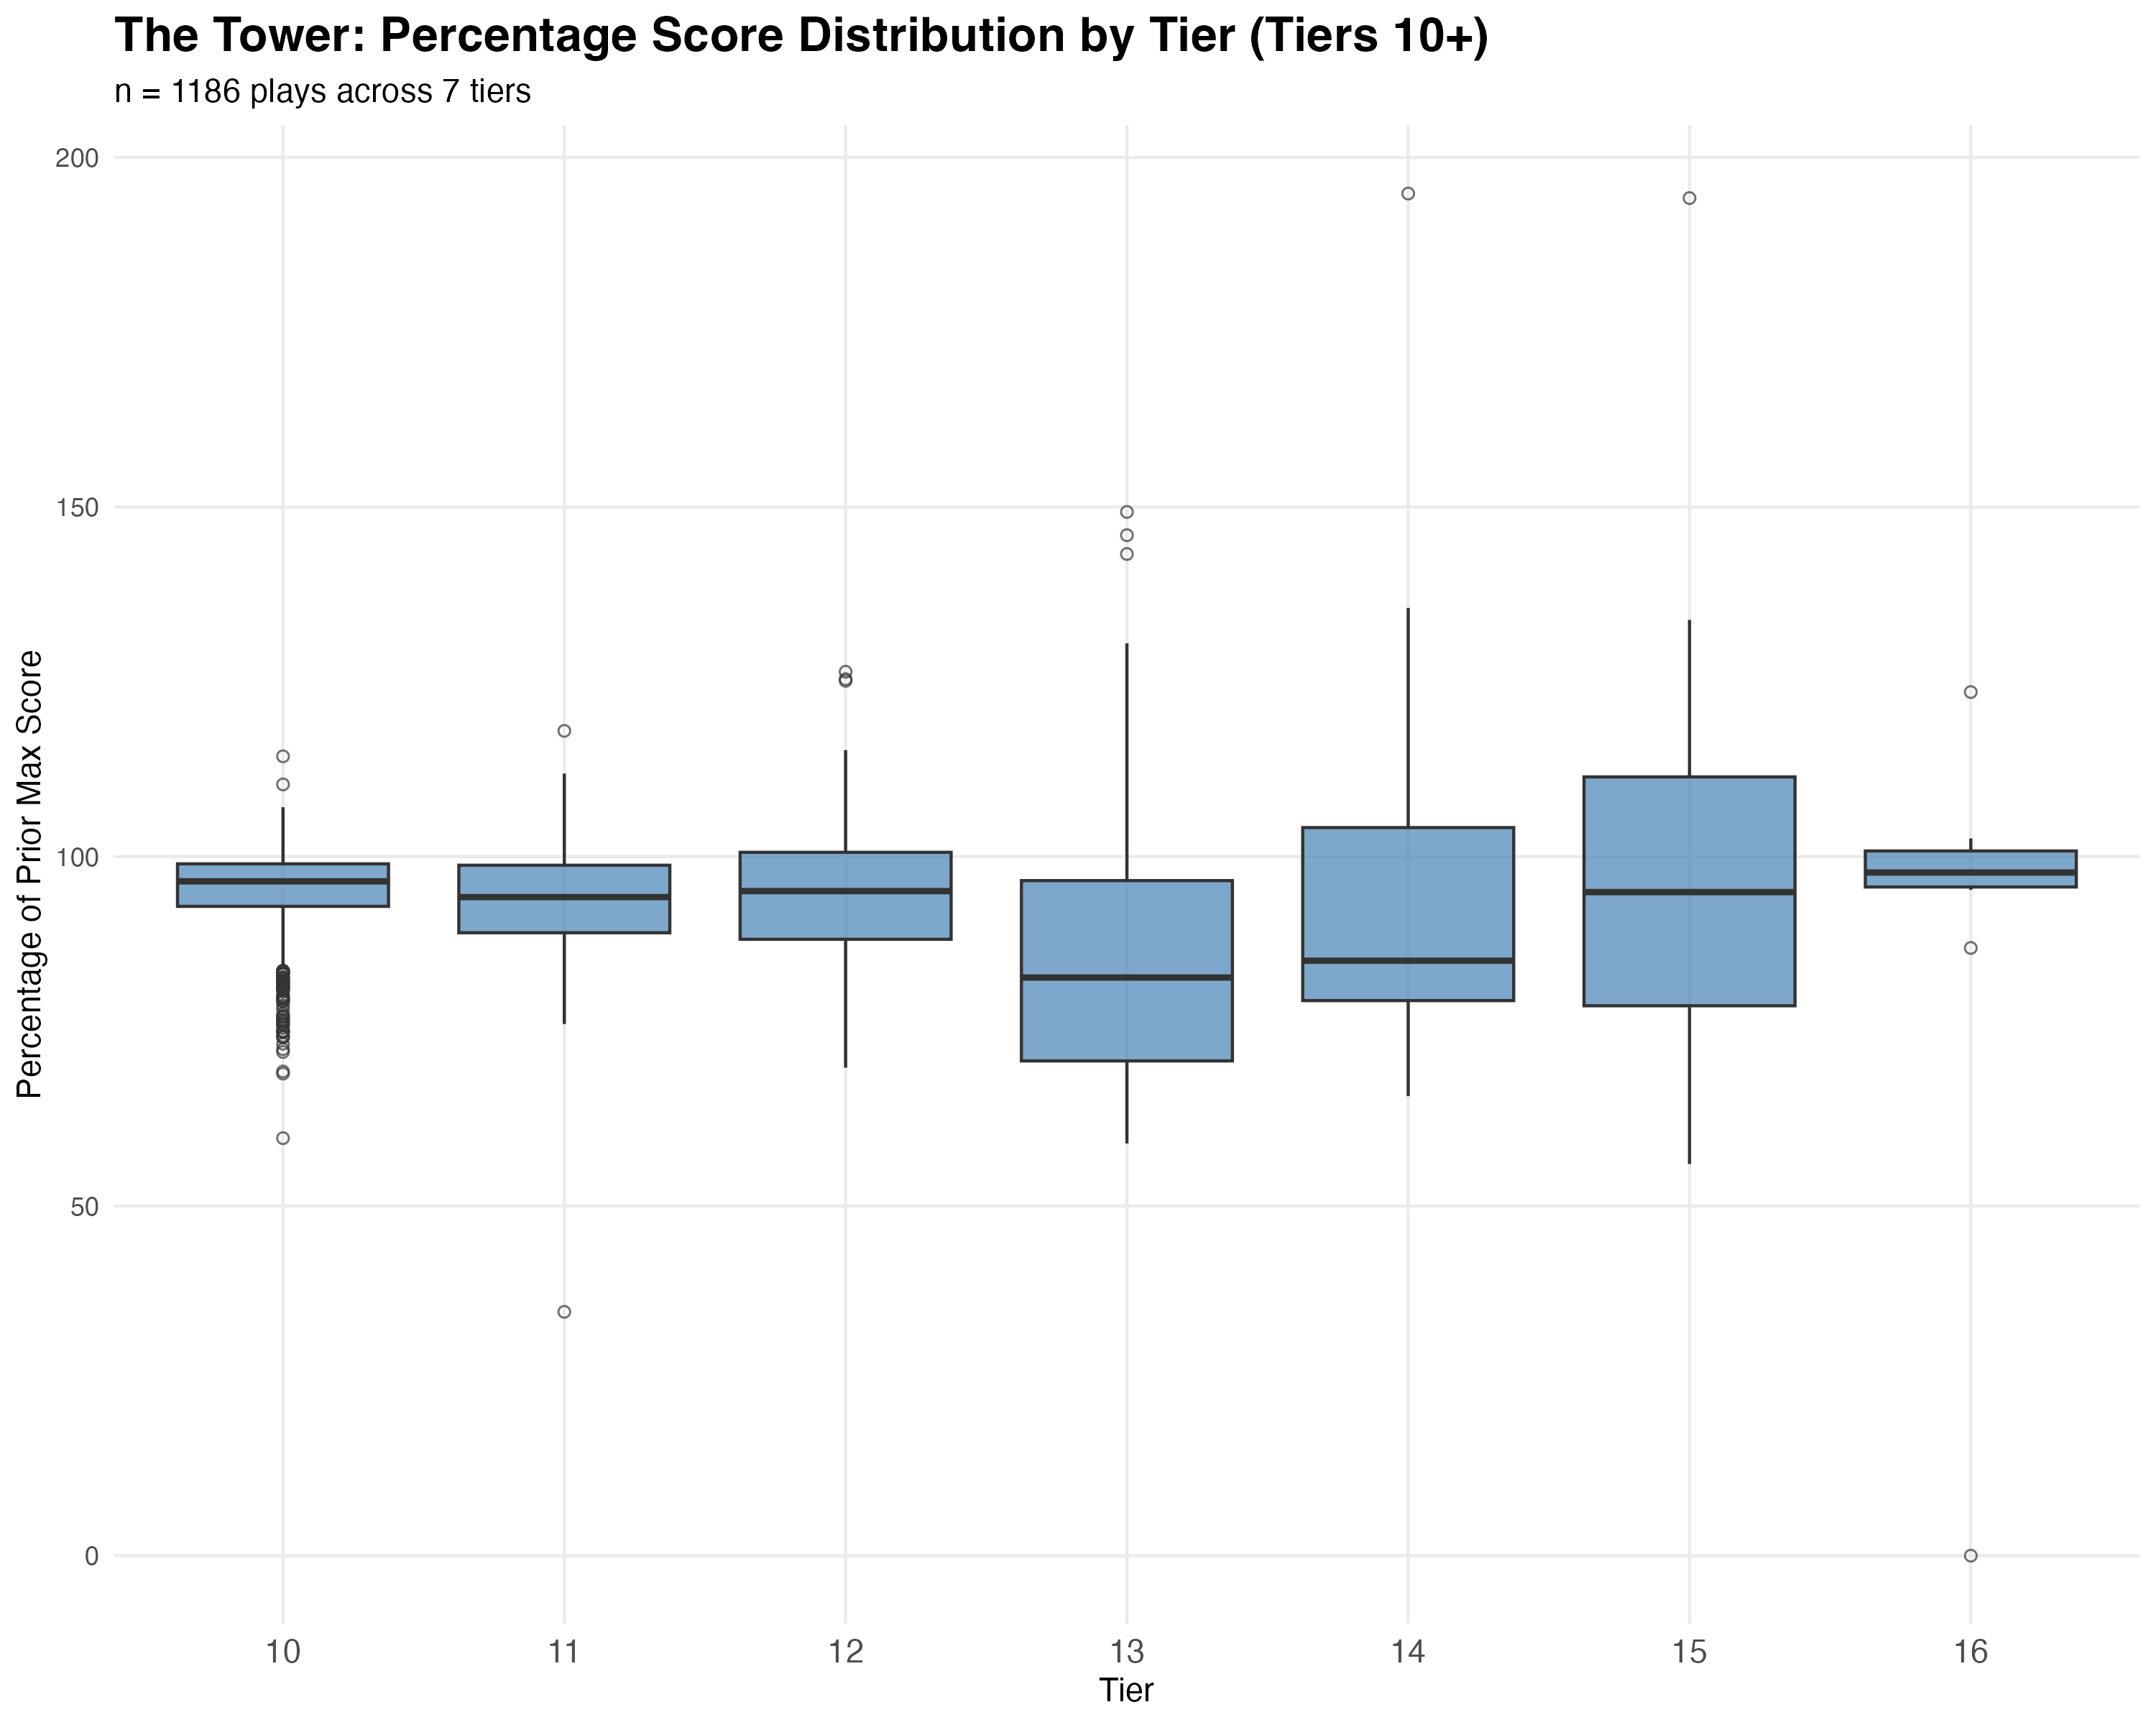 The Tower: Percentage Score Distribution by Tier (Tiers 10+)
n = 1186 plays across 7 tiers
Percentage of Prior Max Score
200
150
100
50
0
10 11 12 13 14 15 16
Tier